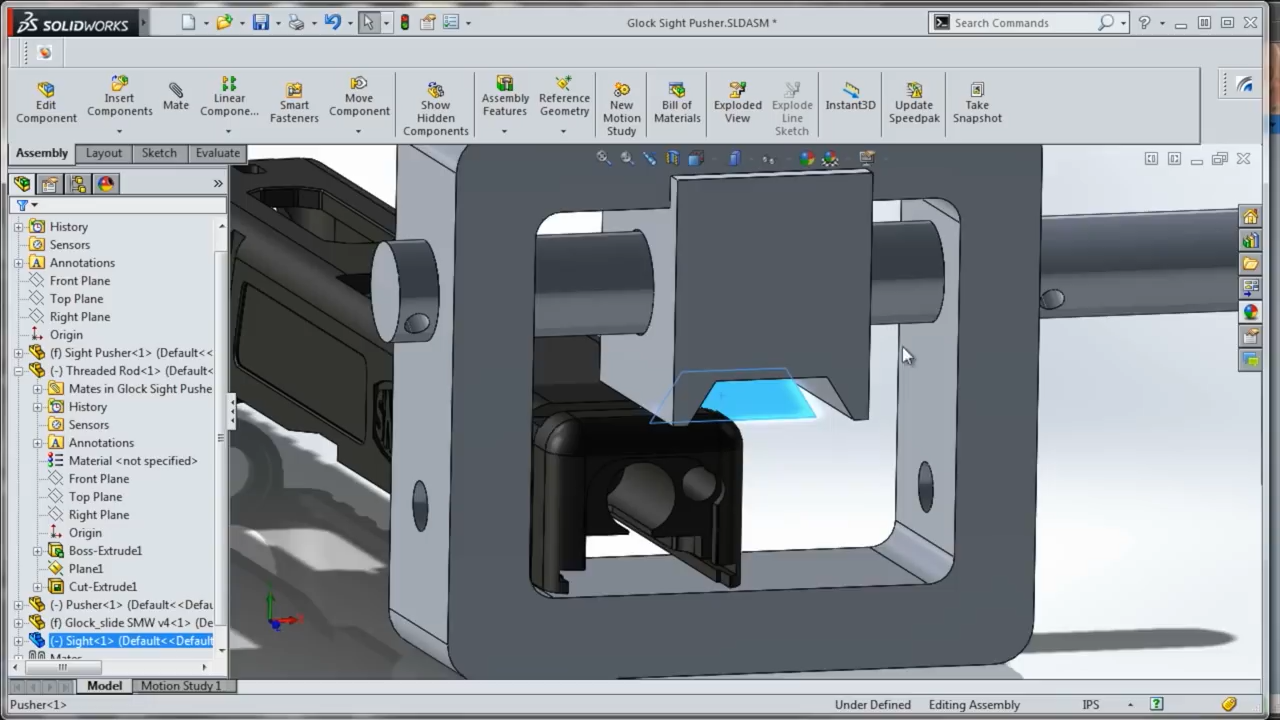 SOLIDWORKS
Glock Sight Pusher.SLDASM *
Search Commands
Edit Component
Insert Components
Mate
Linear Compone...
Smart Fasteners
Move Component
Show Hidden Components
Assembly Features
Reference Geometry
New Motion Study
Bill of Materials
Exploded View
Explode Line Sketch
Instant3D
Update Speedpak
Take Snapshot
Assembly
Layout
Sketch
Evaluate
History
Sensors
Annotations
Front Plane
Top Plane
Right Plane
Origin
(f) Sight Pusher<1> (Default<<
(-) Threaded Rod<1> (Default<
Mates in Glock Sight Pushe
History
Sensors
Annotations
Material <not specified>
Front Plane
Top Plane
Right Plane
Origin
Boss-Extrude1
Plane1
Cut-Extrude1
(-) Pusher<1> (Default<<Defau
(f) Glock_slide SMW v4<1> (De
(-) Sight<1> (Default<<Default
Mates
Model
Motion Study 1
Pusher<1>
Under Defined
Editing Assembly
IPS